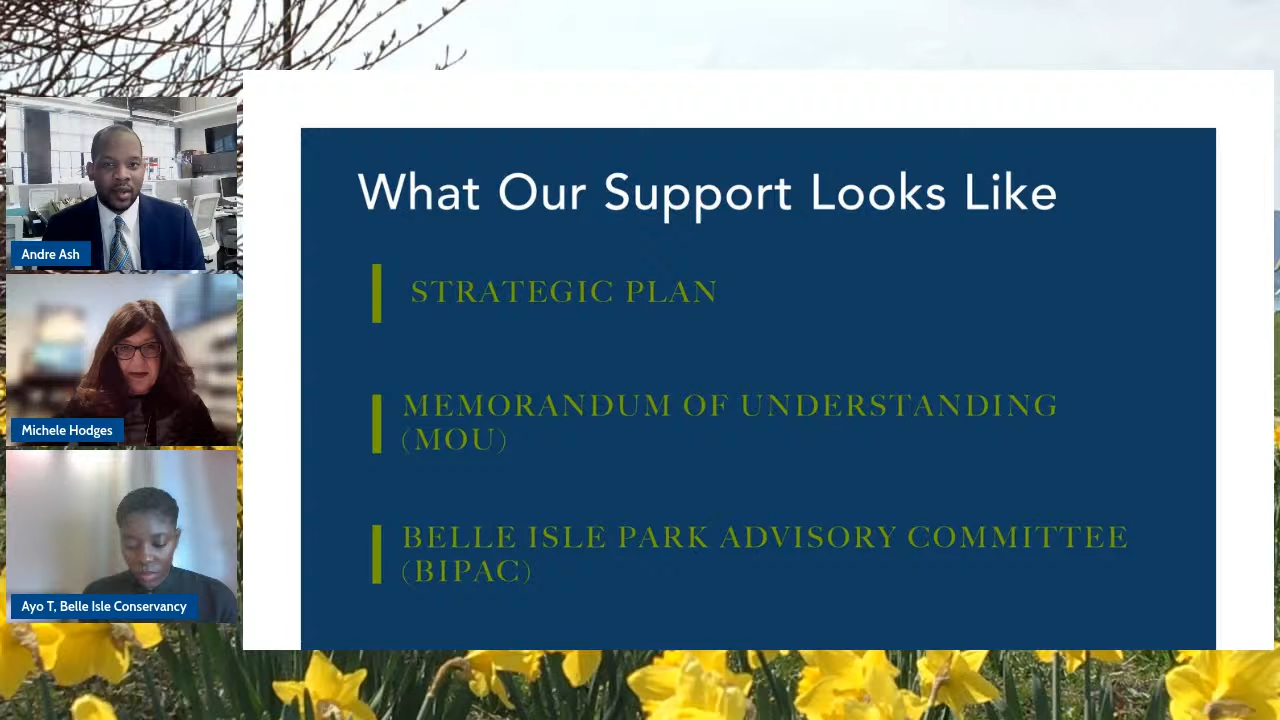 Andre Ash
Michele Hodges
Ayo T, Belle Isle Conservancy
What Our Support Looks Like
STRATEGIC PLAN
MEMORANDUM OF UNDERSTANDING
(MOU)
BELLE ISLE PARK ADVISORY COMMITTEE
(BIPAC)